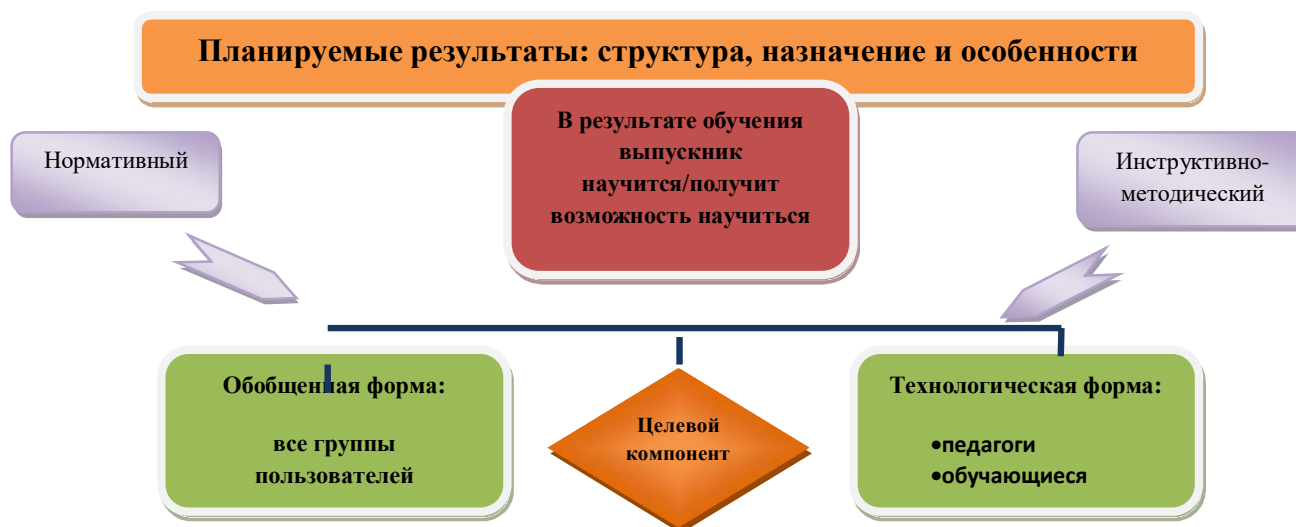 Планируемые результаты: структура, назначение и особенности
В результате обучения
выпускник
научится/получит
возможность научиться
Нормативный
Инструктивно-
методический
Обобщенная форма:
все группы
пользователей
Целевой
компонент
Технологическая форма:
•педагоги
•обучающиеся